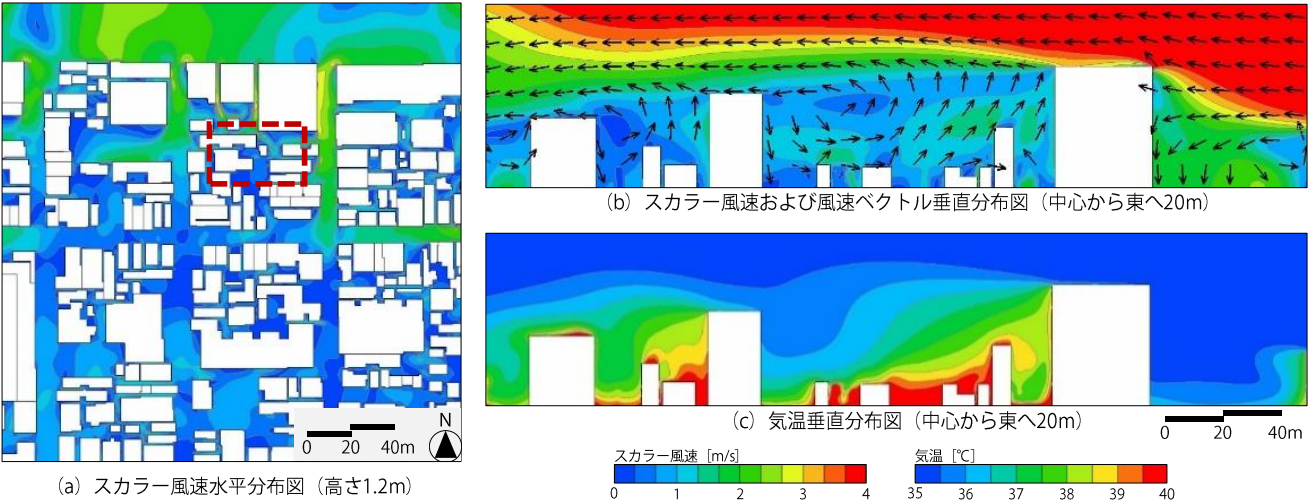 (b) スカラー風速および風速ベクトル垂直分布図（中心から東へ20m）
N
0 20 40m
(a) スカラー風速水平分布図（高さ1.2m）
(c) 気温垂直分布図（中心から東へ20m）
0 20 40m
スカラー風速［m/s］
0 1 2 3 4
気温［℃］
35 36 37 38 39 40